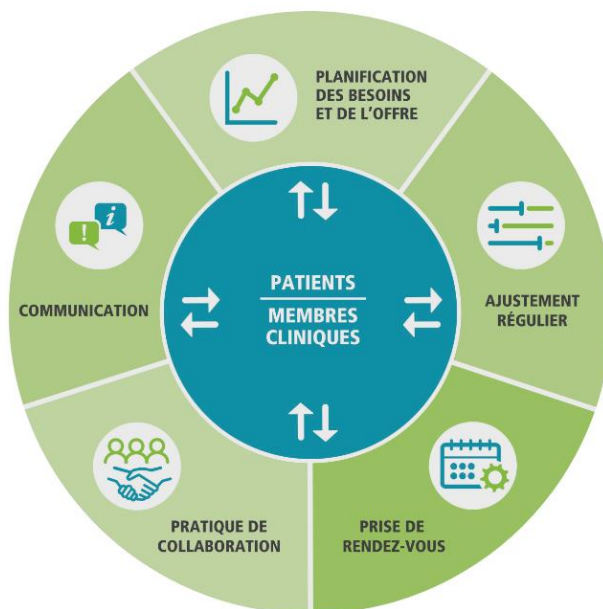 PLANIFICATION
DES BESOINS
ET DE L'OFFRE
COMMUNICATION
PATIENTS
MEMBRES
CLINIQUES
AJUSTEMENT
RÉGULIER
PRATIQUE DE
COLLABORATION
PRISE DE
RENDEZ-VOUS